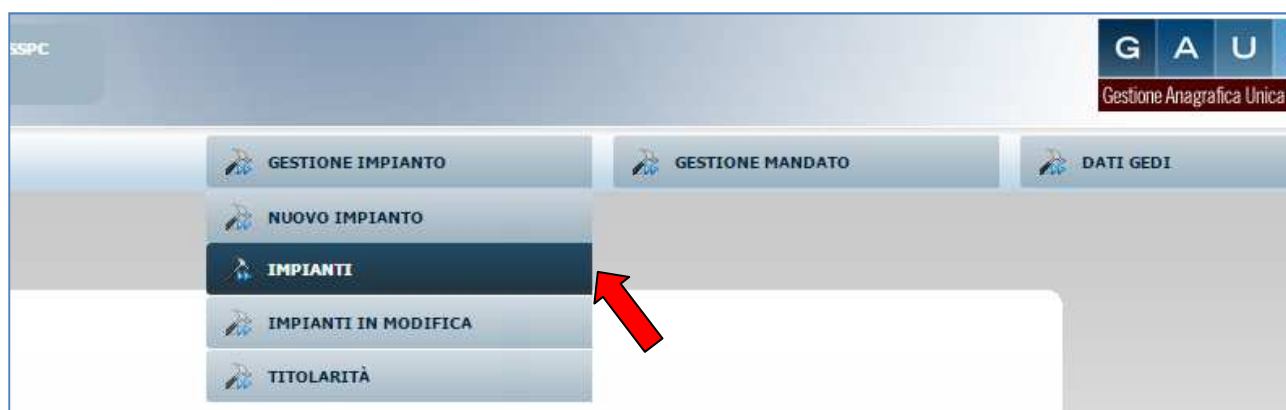 SSPC
G A U
Gestione Anagrafica Unica
GESTIONE IMPIANTO
GESTIONE MANDATO
DATI GEDI
NUOVO IMPIANTO
IMPIANTI
IMPIANTI IN MODIFICA
TITOLARITÀ